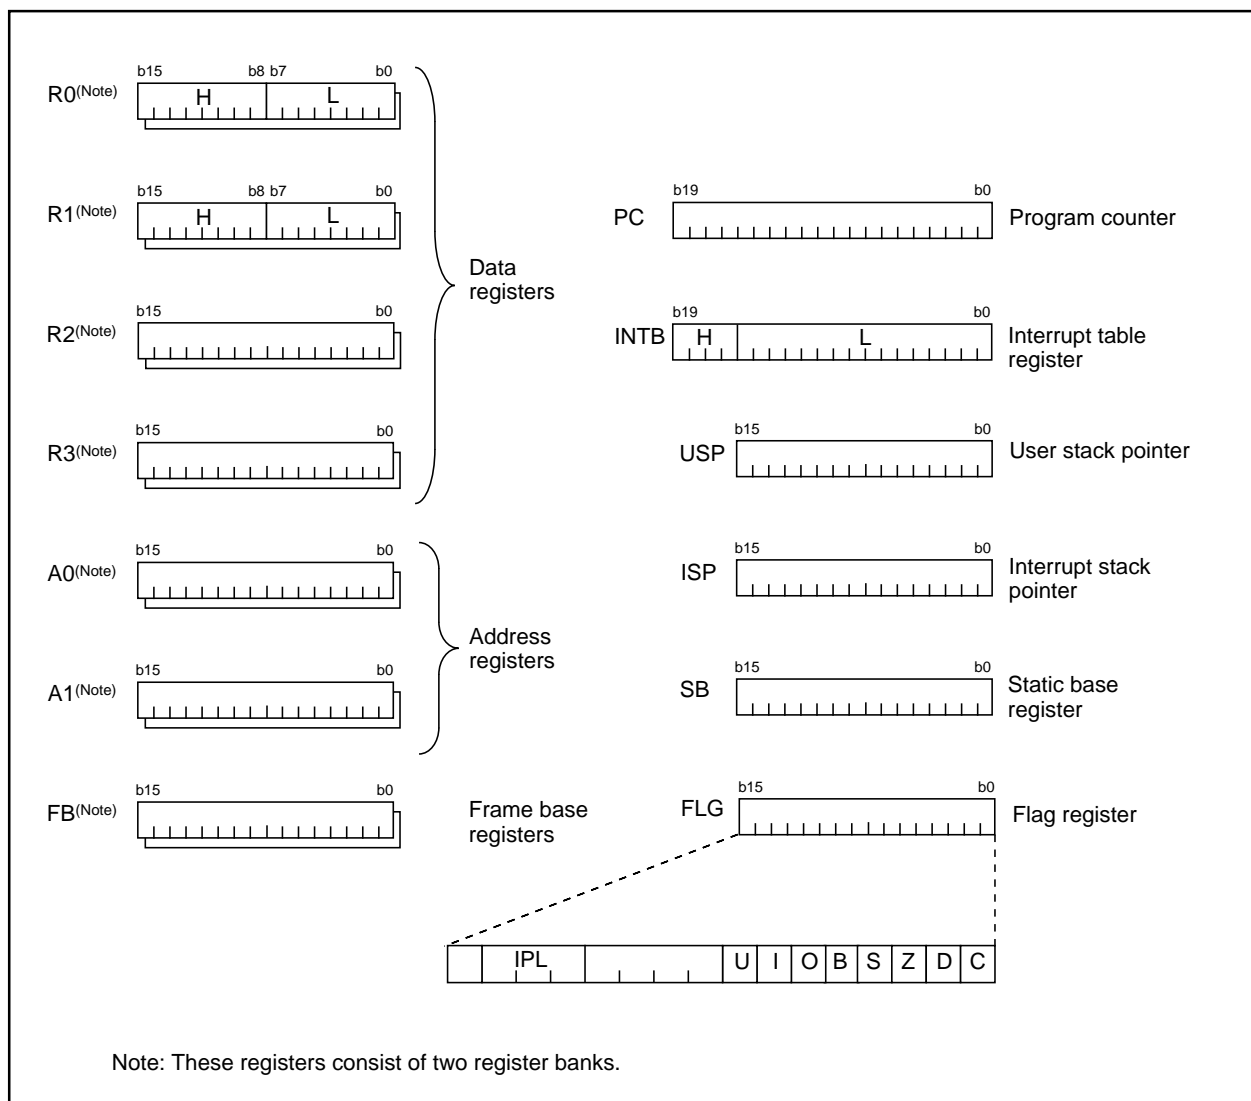 b15 b8 b7 b0
R0(Note) H L
b15 b8 b7 b0
R1(Note) H L
Data
registers
b15 b0
R2(Note)
b15 b0
R3(Note)
b15 b0
A0(Note)
Address
registers
b15 b0
A1(Note)
b15 b0
FB(Note)
Frame base
registers
b19 b0
PC Program counter
b19 b0
INTB H L Interrupt table
register
b15 b0
USP User stack pointer
b15 b0
ISP Interrupt stack
pointer
b15 b0
SB Static base
register
b15 b0
FLG Flag register
IPL U I O B S Z D C
Note: These registers consist of two register banks.